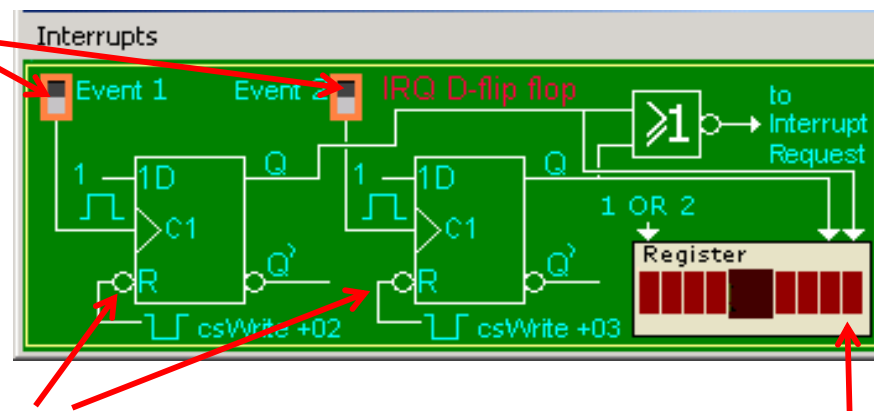 Interrupts
Event 1
Event 2
IRQ D-flip flop
to
Interrupt
Request
≥1
1
1D
Q
1
1D
Q
C1
C1
1 OR 2
Register
R
Q`
R
Q`
csWrite +02
csWrite +03